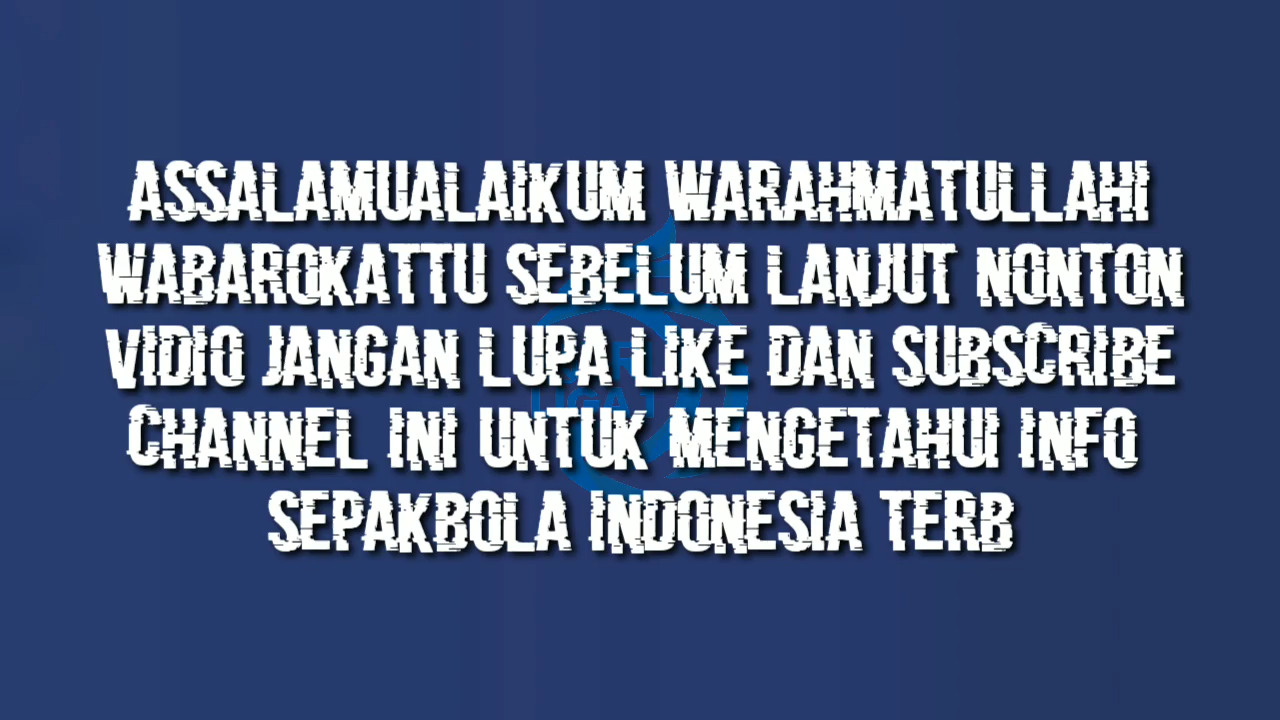 ASSALAMUALAIKUM WARAHMATULLAHI
WABAROKATTU SEBELUM LANJUT NONTON
VIDIO JANGAN LUPA LIKE DAN SUBSCRIBE
CHANNEL INI UNTUK MENGETAHUI INFO
SEPAKBOLA INDONESIA TERB